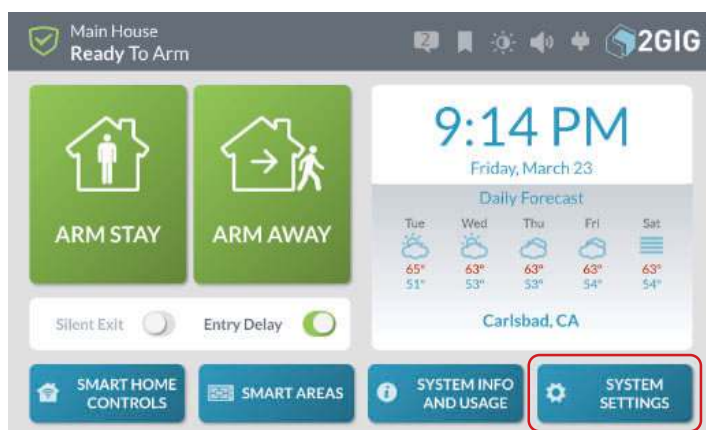 Main House
Ready To Arm
2
2GIG
ARM STAY
ARM AWAY
9:14 PM
Friday, March 23
Daily Forecast
Tue Wed Thu Fri Sat
65° 63° 63° 63° 63°
51° 53° 53° 54° 54°
Carlsbad, CA
Silent Exit
Entry Delay
SMART HOME
CONTROLS
SMART AREAS
SYSTEM INFO
AND USAGE
SYSTEM
SETTINGS